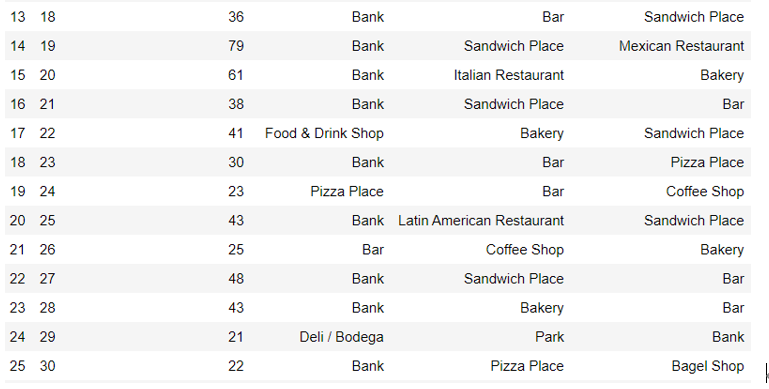 13 18 36 Bank Bar Sandwich Place
14 19 79 Bank Sandwich Place Mexican Restaurant
15 20 61 Bank Italian Restaurant Bakery
16 21 38 Bank Sandwich Place Bar
17 22 41 Food & Drink Shop Bakery Sandwich Place
18 23 30 Bank Bar Pizza Place
19 24 23 Pizza Place Bar Coffee Shop
20 25 43 Bank Latin American Restaurant Sandwich Place
21 26 25 Bar Coffee Shop Bakery
22 27 48 Bank Sandwich Place Bar
23 28 43 Bank Bakery Bar
24 29 21 Deli / Bodega Park Bank
25 30 22 Bank Pizza Place Bagel Shop